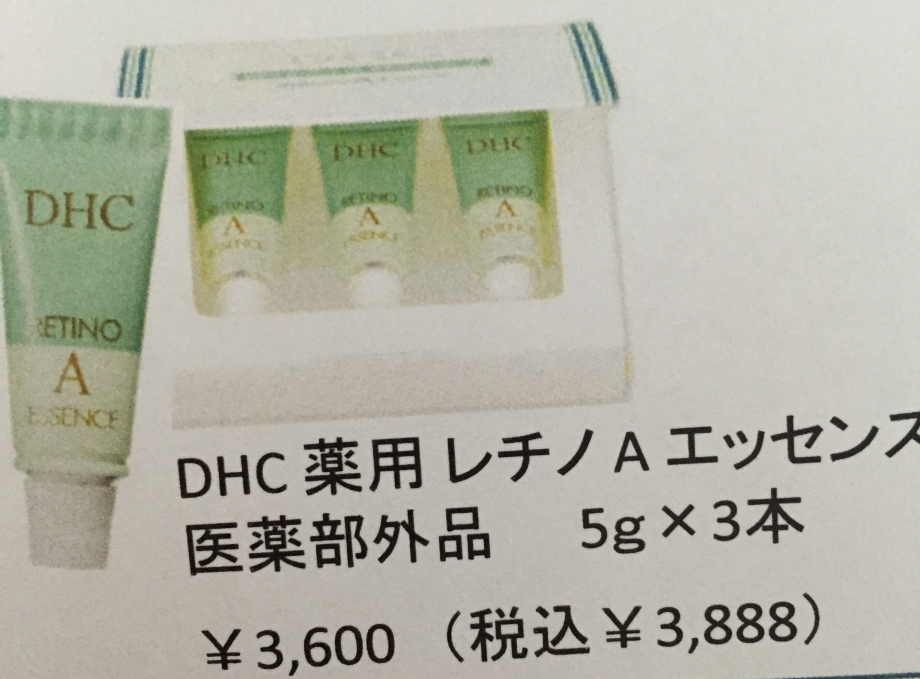 DHC
RETINO
A
ESSENCE
DHC
RETINO
A
ESSENCE
DHC
RETINO
A
ESSENCE
DHC
RETINO
A
ESSENCE
DHC 薬用 レチノ A エッセンス
医薬部外品 5g×3本
¥3,600 (税込¥3,888)